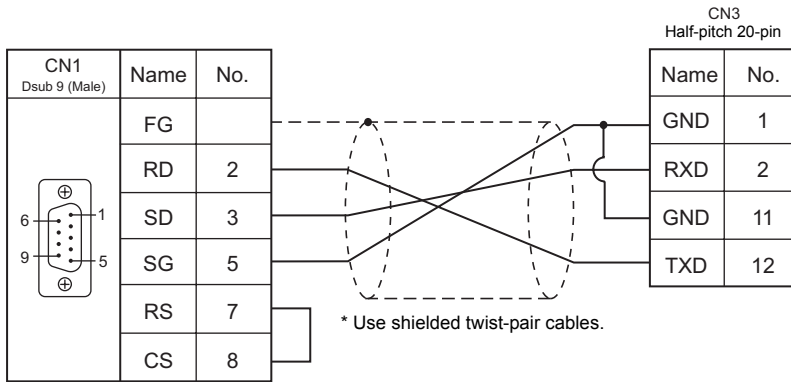 CN3
Half-pitch 20-pin
CN1
Dsub 9 (Male)
Name No.
Name No.
FG
GND 1
RD 2
RXD 2
SD 3
GND 11
SG 5
TXD 12
RS 7
CS 8
6
1
9
5
* Use shielded twist-pair cables.